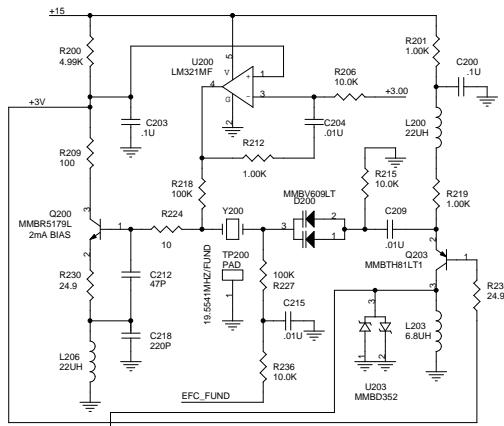 +15
R200
4.99K
U200
LM321MF
5
V
4
+
1
-
3
G
2
R206
10.0K
+3.00
R201
1.00K
C200
.1U
+3V
C203
.1U
C204
.01U
L200
22UH
R209
100
R212
1.00K
R218
100K
MMBV609LT
D200
R215
10.0K
R219
1.00K
C209
.01U
Q200
MMBR5179L
2mA BIAS
3
1
2
R224
10
Y200
3
2
1
2
Q203
MMBTH81LT1
1
3
R230
24.9
C212
47P
19.5541MHZ/FUND
TP200
PAD
1
100K
R227
C215
.01U
3
L203
6.8UH
R23
24.9
L206
22UH
C218
220P
R236
10.0K
1
2
U203
MMBD352
EFC_FUND